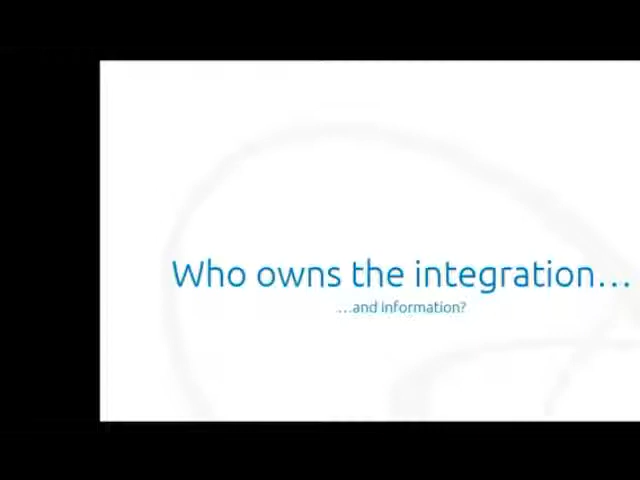 Who owns the integration…
…and information?